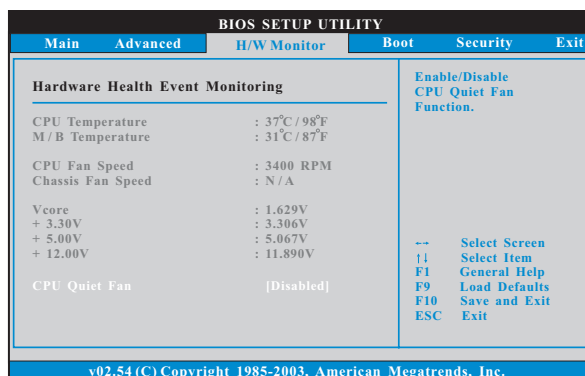 BIOS SETUP UTILITY
Main Advanced H/W Monitor Boot Security Exit
Hardware Health Event Monitoring
CPU Temperature : 37°C / 98°F
M / B Temperature : 31°C / 87°F
CPU Fan Speed : 3400 RPM
Chassis Fan Speed : N / A
Vcore : 1.629V
+ 3.30V : 3.306V
+ 5.00V : 5.067V
+ 12.00V : 11.890V
CPU Quiet Fan [Disabled]
Enable/Disable
CPU Quiet Fan
Function.
←→ Select Screen
↑↓ Select Item
F1 General Help
F9 Load Defaults
F10 Save and Exit
ESC Exit
v02.54 (C) Copyright 1985-2003, American Megatrends, Inc.